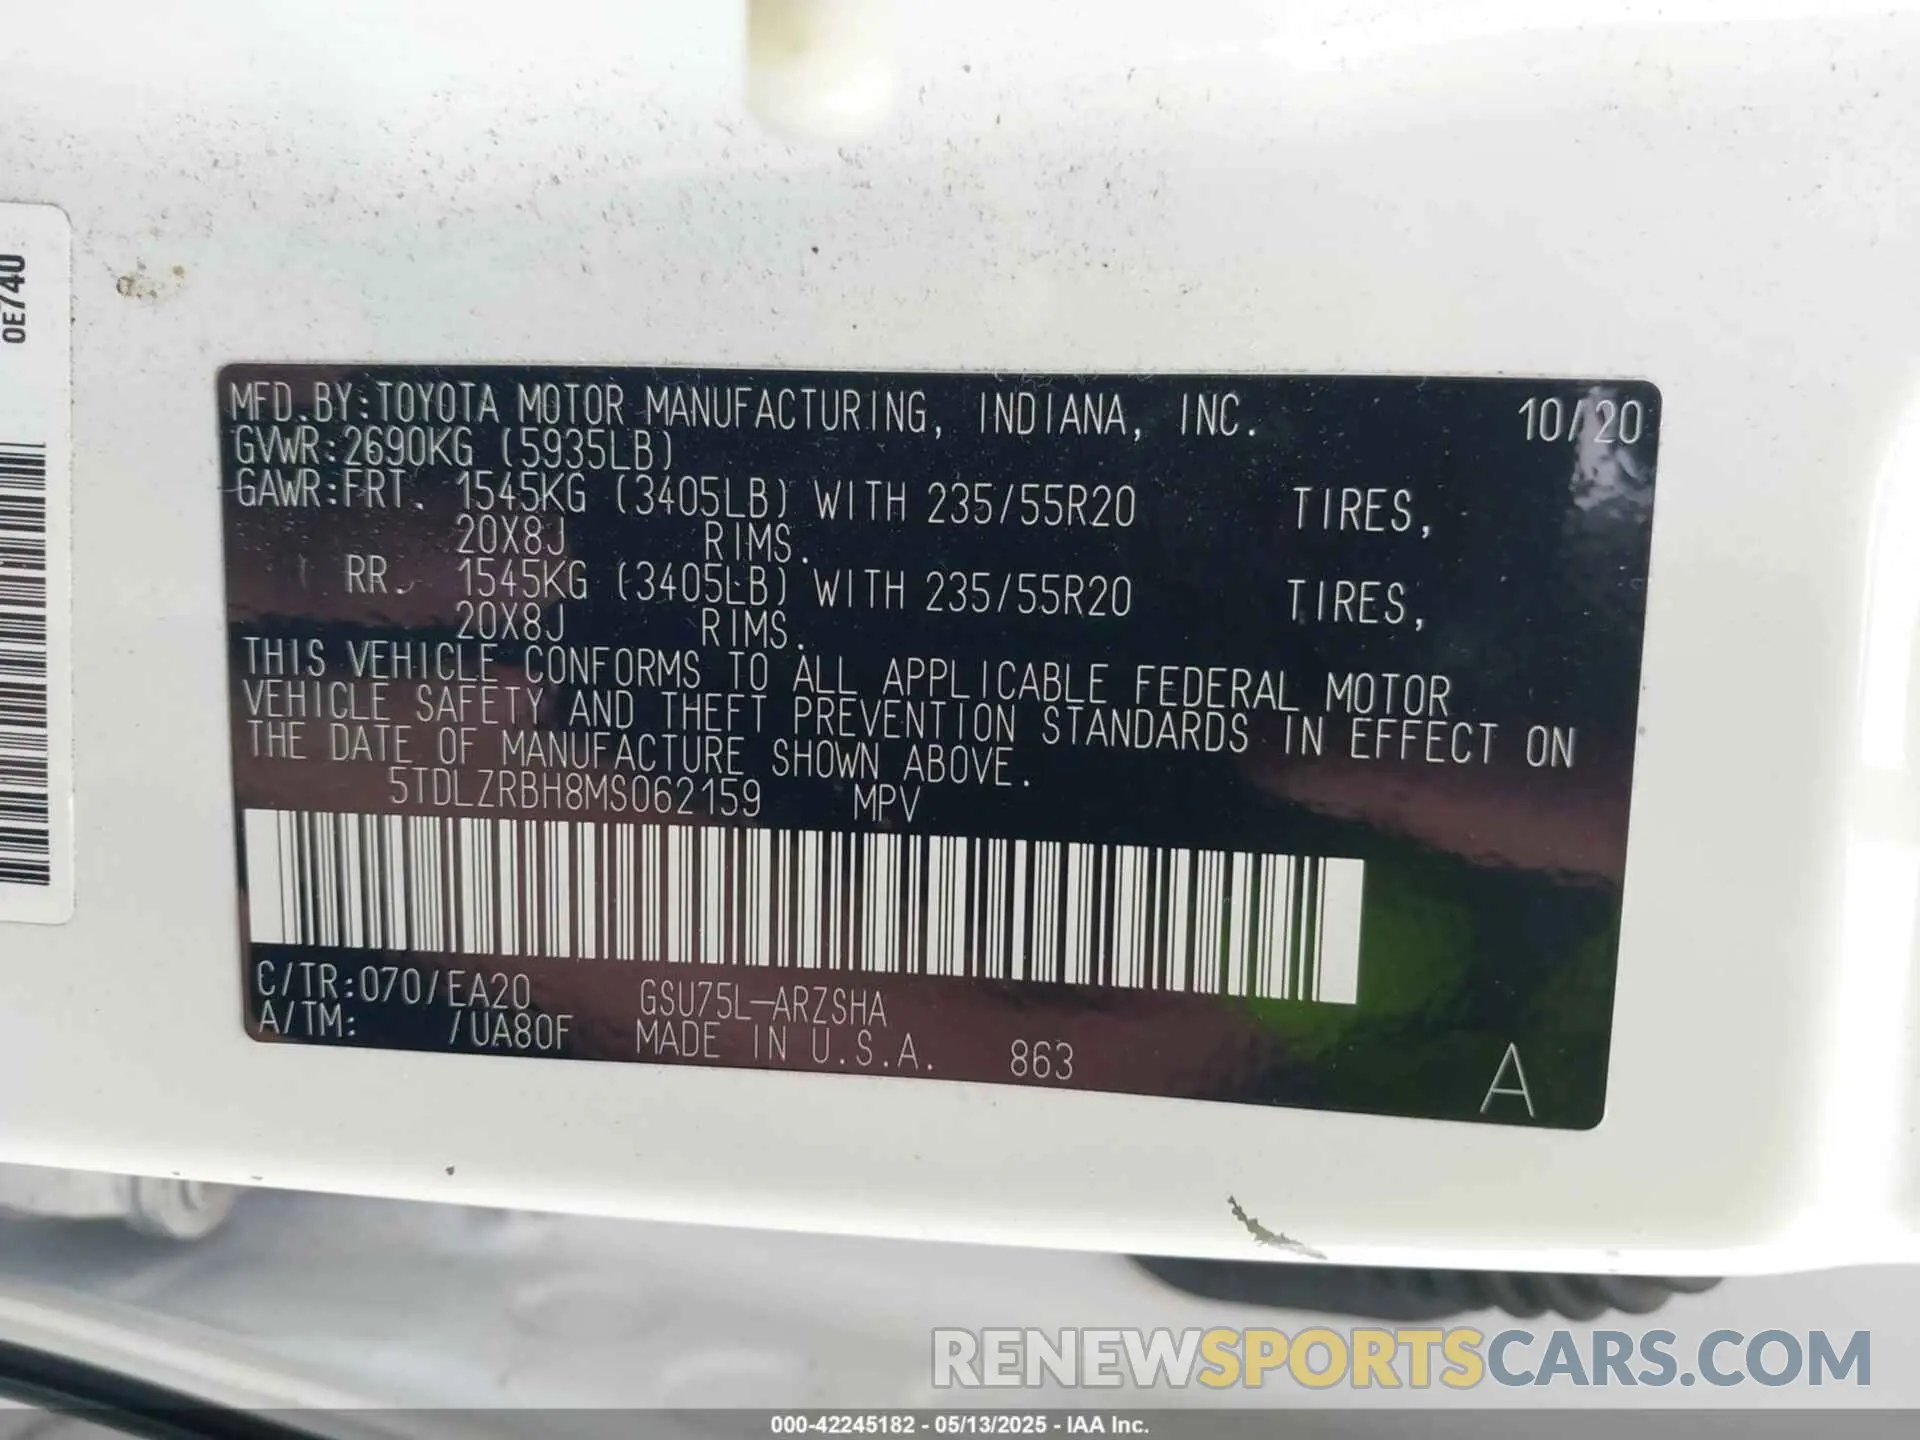 0E740
MFD.BY:TOYOTA MOTOR MANUFACTURING, INDIANA, INC. 10/20
GVWR:2690KG (5935LB)
GAWR:FRT. 1545KG (3405LB) WITH 235/55R20 TIRES,
20X8J RIMS.
RR. 1545KG (3405LB) WITH 235/55R20 TIRES,
20X8J RIMS.
THIS VEHICLE CONFORMS TO ALL APPLICABLE FEDERAL MOTOR
VEHICLE SAFETY AND THEFT PREVENTION STANDARDS IN EFFECT ON
THE DATE OF MANUFACTURE SHOWN ABOVE.
5TDLZRBH8MS062159 MPV
C/TR:070/EA20 GSU75L-ARZSHA
A/TM: /UA80F MADE IN U.S.A. 863
A
RENEWSPORTSCARS.COM
000-42245182 - 05/13/2025 - IAA Inc.